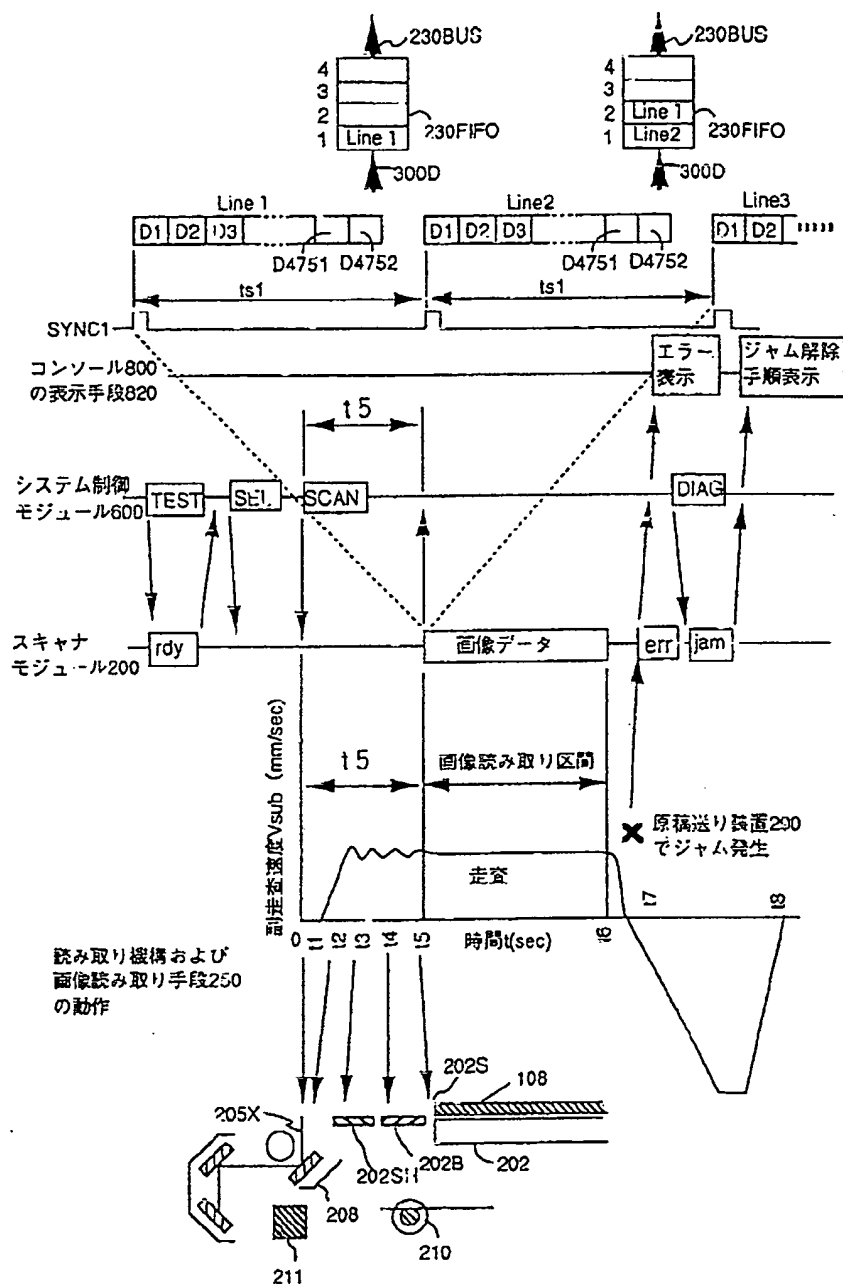 230BUS
230BUS
4
3
2
1
Line 1
230FIFO
4
3
2
1
Line 1
Line2
230FIFO
300D
300D
Line 1
Line2
Line3
D1 D2 D3
D1 D2 D3
D1 D2
D4751
D4752
D4751
D4752
ts1
ts1
SYNC1
コンソール800
の表示手段820
エラー
表示
ジャム解除
手順表示
t5
システム制御
モジュール600
TEST
SEL
SCAN
DIAG
スキャナ
モジュール200
rdy
画像データ
err
jam
副走査速度Vsub (mm/sec)
t5
画像読み取り区間
原稿送り装置290
でジャム発生
走査
0
t1
t2
t3
t4
t5
時間t(sec)
t6
t7
t8
読み取り機構および
画像読み取り手段250
の動作
202S
108
205X
202SH
202B
202
208
210
211